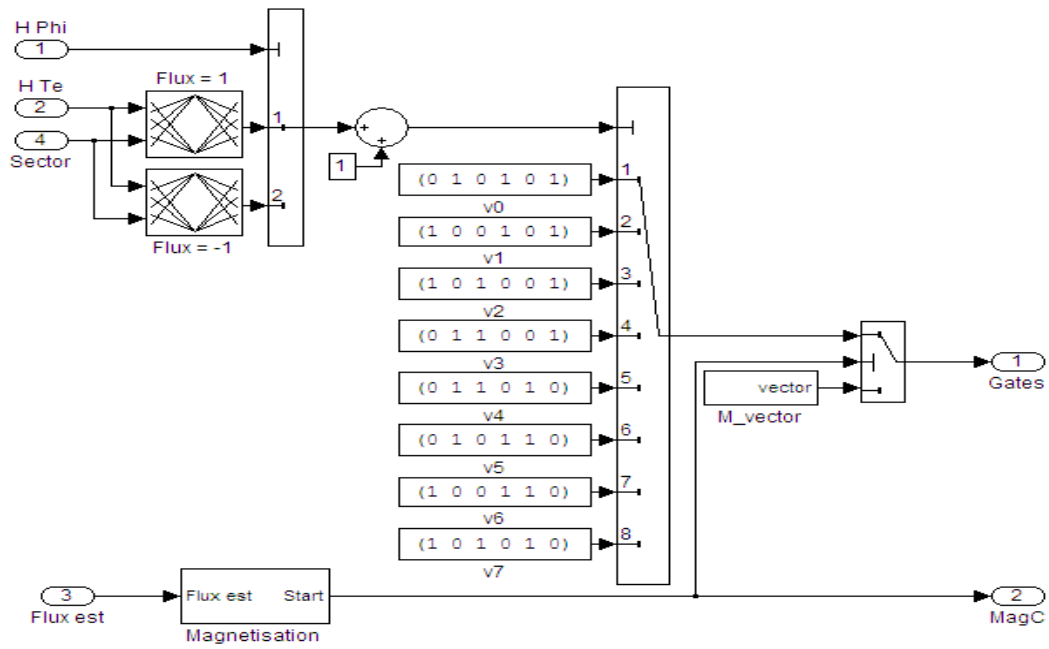 H Phi
1
H Te
2
4
Sector
Flux = 1
Flux = -1
1
2
+
+
1
(0 1 0 1 0 1)
v0
(1 0 0 1 0 1)
v1
(1 0 1 0 0 1)
v2
(0 1 1 0 0 1)
v3
(0 1 1 0 1 0)
v4
(0 1 0 1 1 0)
v5
(1 0 0 1 1 0)
v6
(1 0 1 0 1 0)
v7
1
2
3
4
5
6
7
8
vector
M_vector
1
Gates
3
Flux est
Flux est Start
Magnetisation
2
MagC